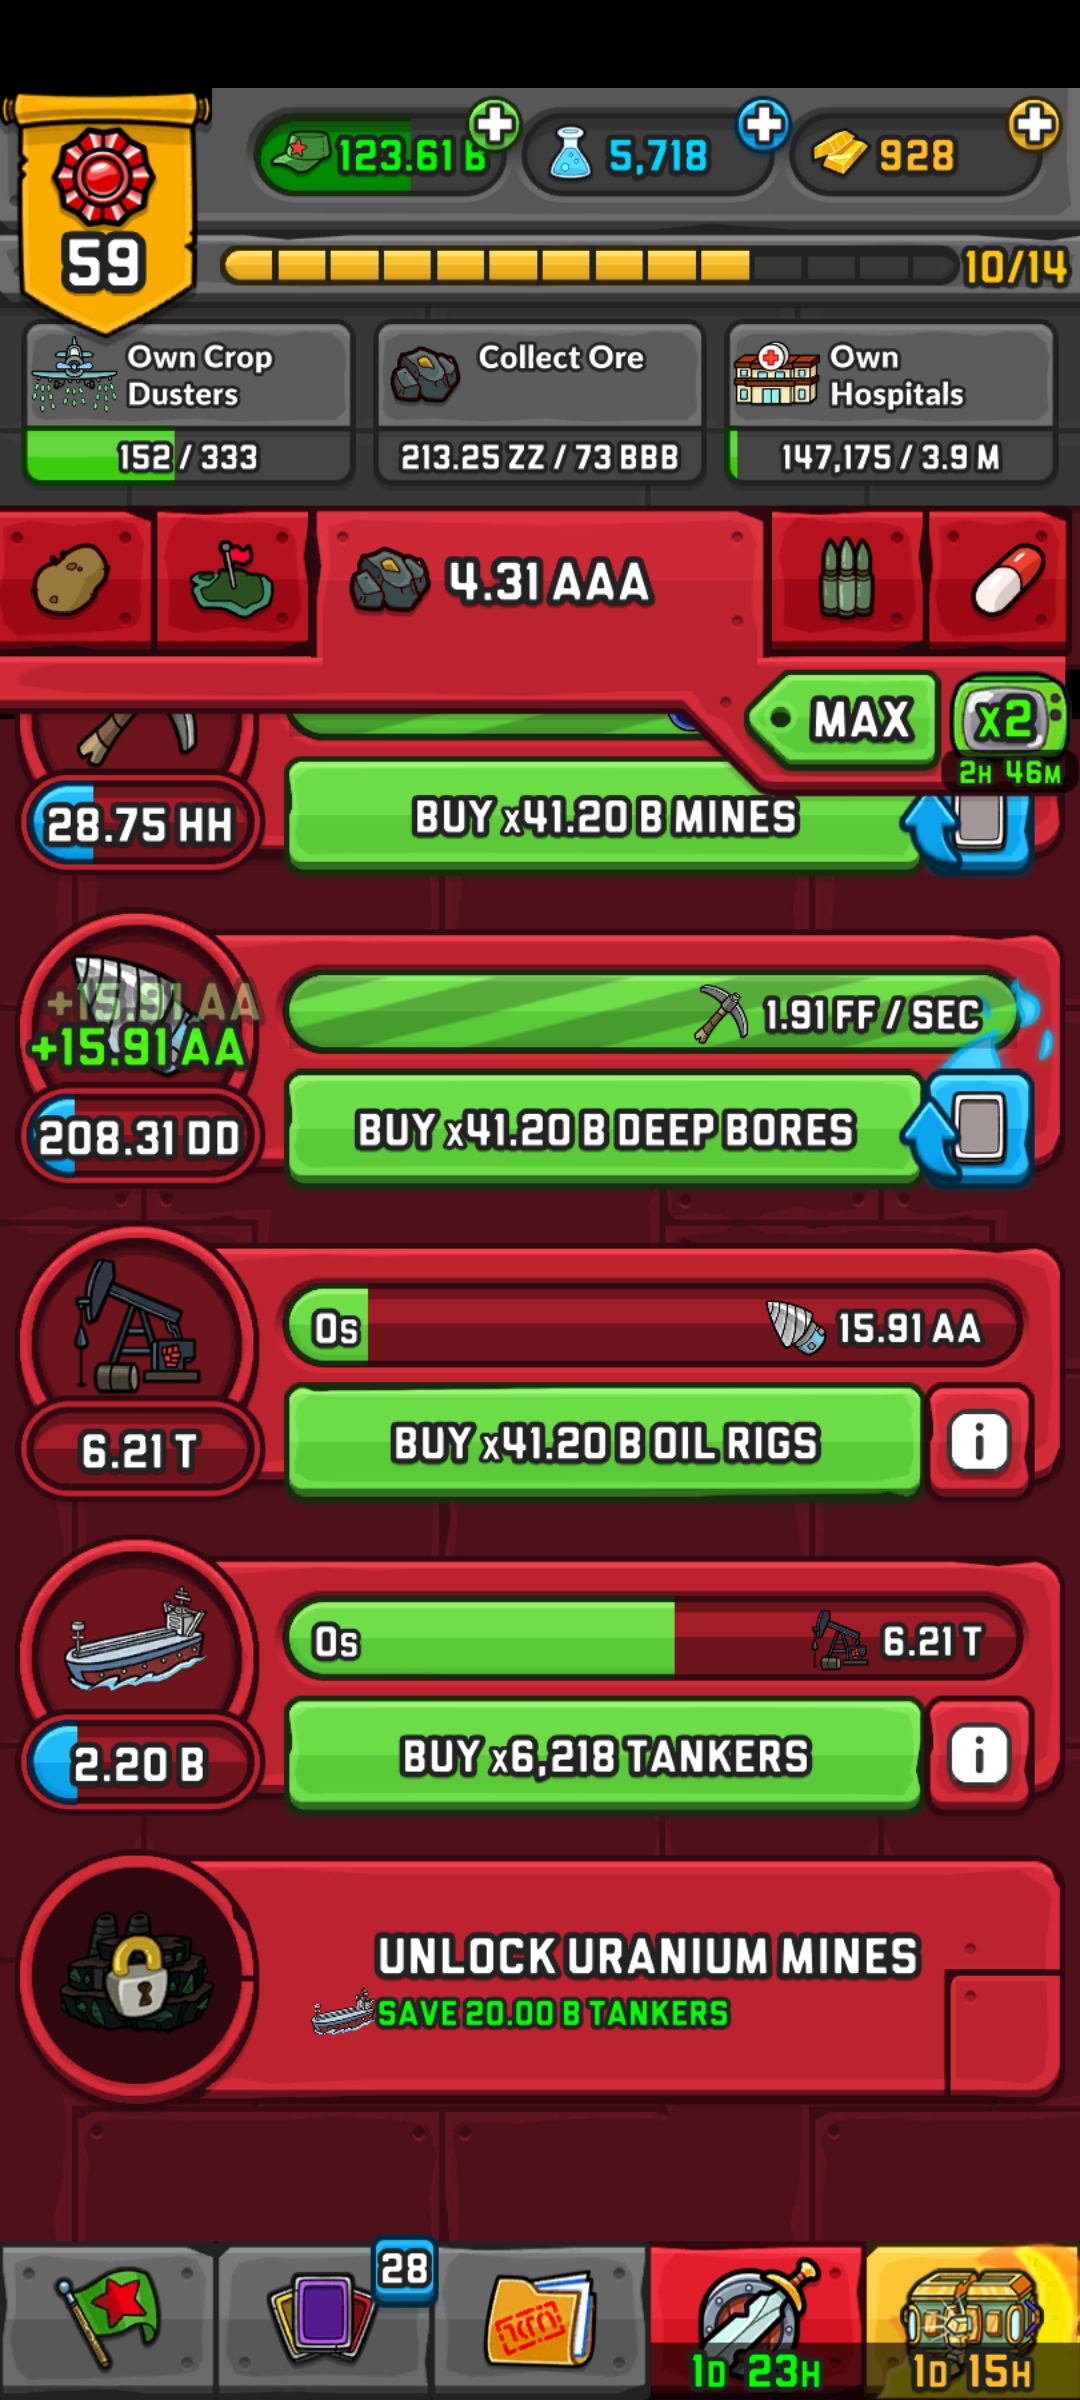 123.61 B
5,718
928
59
10/14
Own Crop
Dusters
152 / 333
Collect Ore
213.25 ZZ / 73 BBB
Own
Hospitals
147,175 / 3.9 M
4.31 AAA
MAX
x2
2H 46M
28.75 HH
BUY x41.20 B MINES
+15.91 AA
+15.91 AA
1.91 FF / SEC
208.31 DD
BUY x41.20 B DEEP BORES
0s
15.91 AA
6.21 T
BUY x41.20 B OIL RIGS
i
0s
6.21 T
2.20 B
BUY x6,218 TANKERS
i
UNLOCK URANIUM MINES
SAVE 20.00 B TANKERS
28
1D 23H
1D 15H